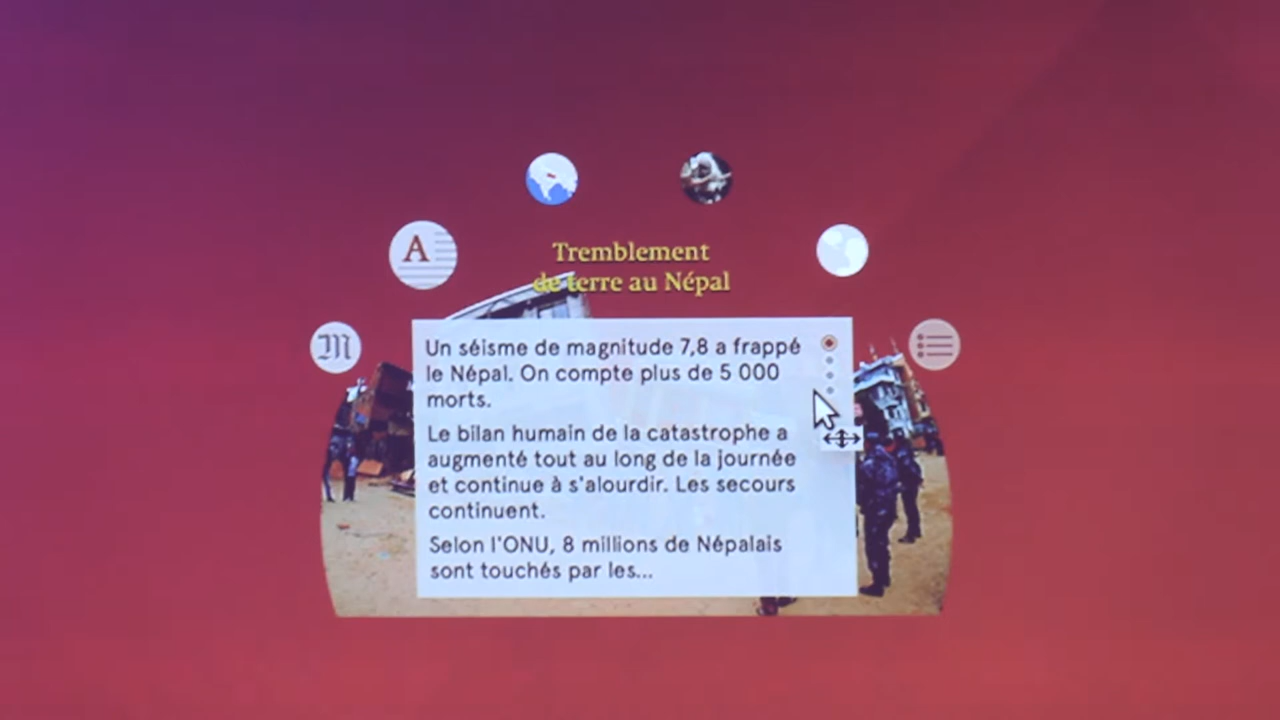 A
Tremblement
de terre au Népal
M
Un séisme de magnitude 7,8 a frappé
le Népal. On compte plus de 5 000
morts.
Le bilan humain de la catastrophe a
augmenté tout au long de la journée
et continue à s'alourdir. Les secours
continuent.
Selon l'ONU, 8 millions de Népalais
sont touchés par les...